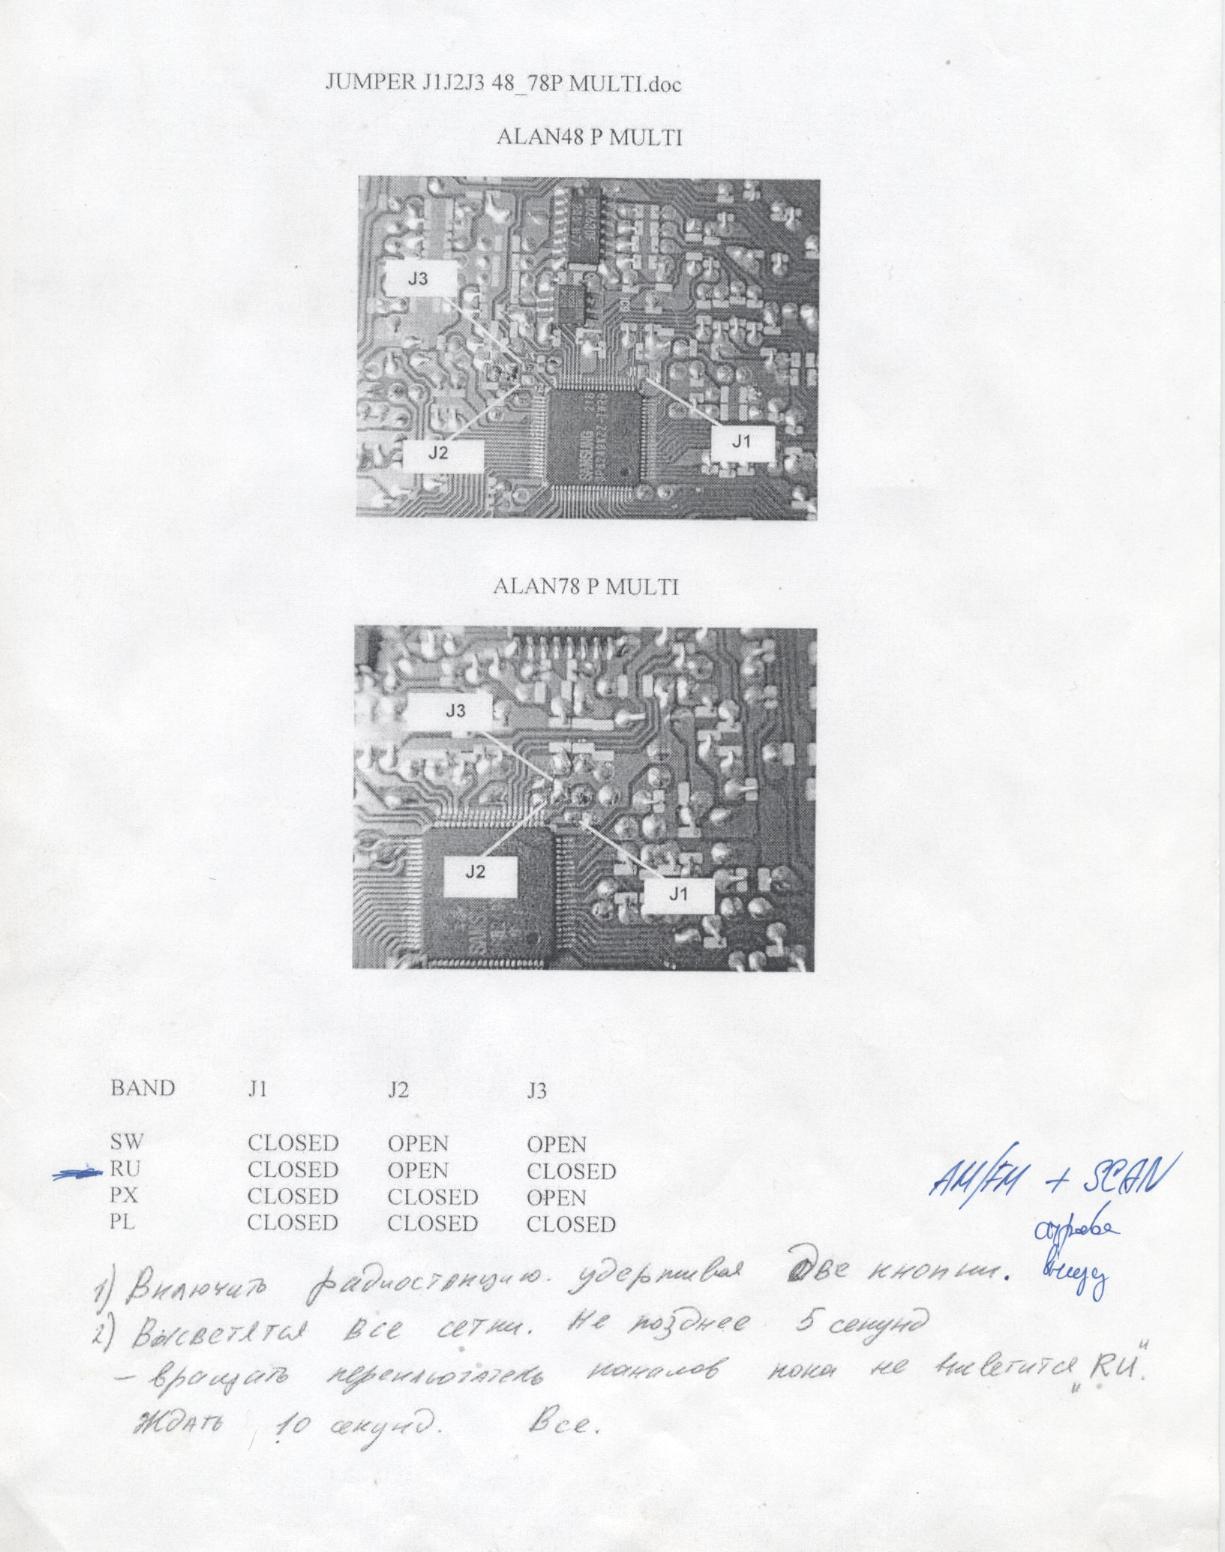 JUMPER J1J2J3 48_78P MULTI.doc
ALAN48 P MULTI
J3
J2
J1
SAMSUNG
ALAN78 P MULTI
J3
J2
J1
BAND J1 J2 J3
SW CLOSED OPEN OPEN
RU CLOSED OPEN CLOSED
PX CLOSED CLOSED OPEN
PL CLOSED CLOSED CLOSED
AM/FM + SCAN
справа
внизу
1) Включить радиостанцию. удерживая две кнопки.
2) Высветятся все сетки. Не позднее 5 секунд
– вращать переключатель каналов пока не высветится "RU".
Ждать 10 секунд. Все.